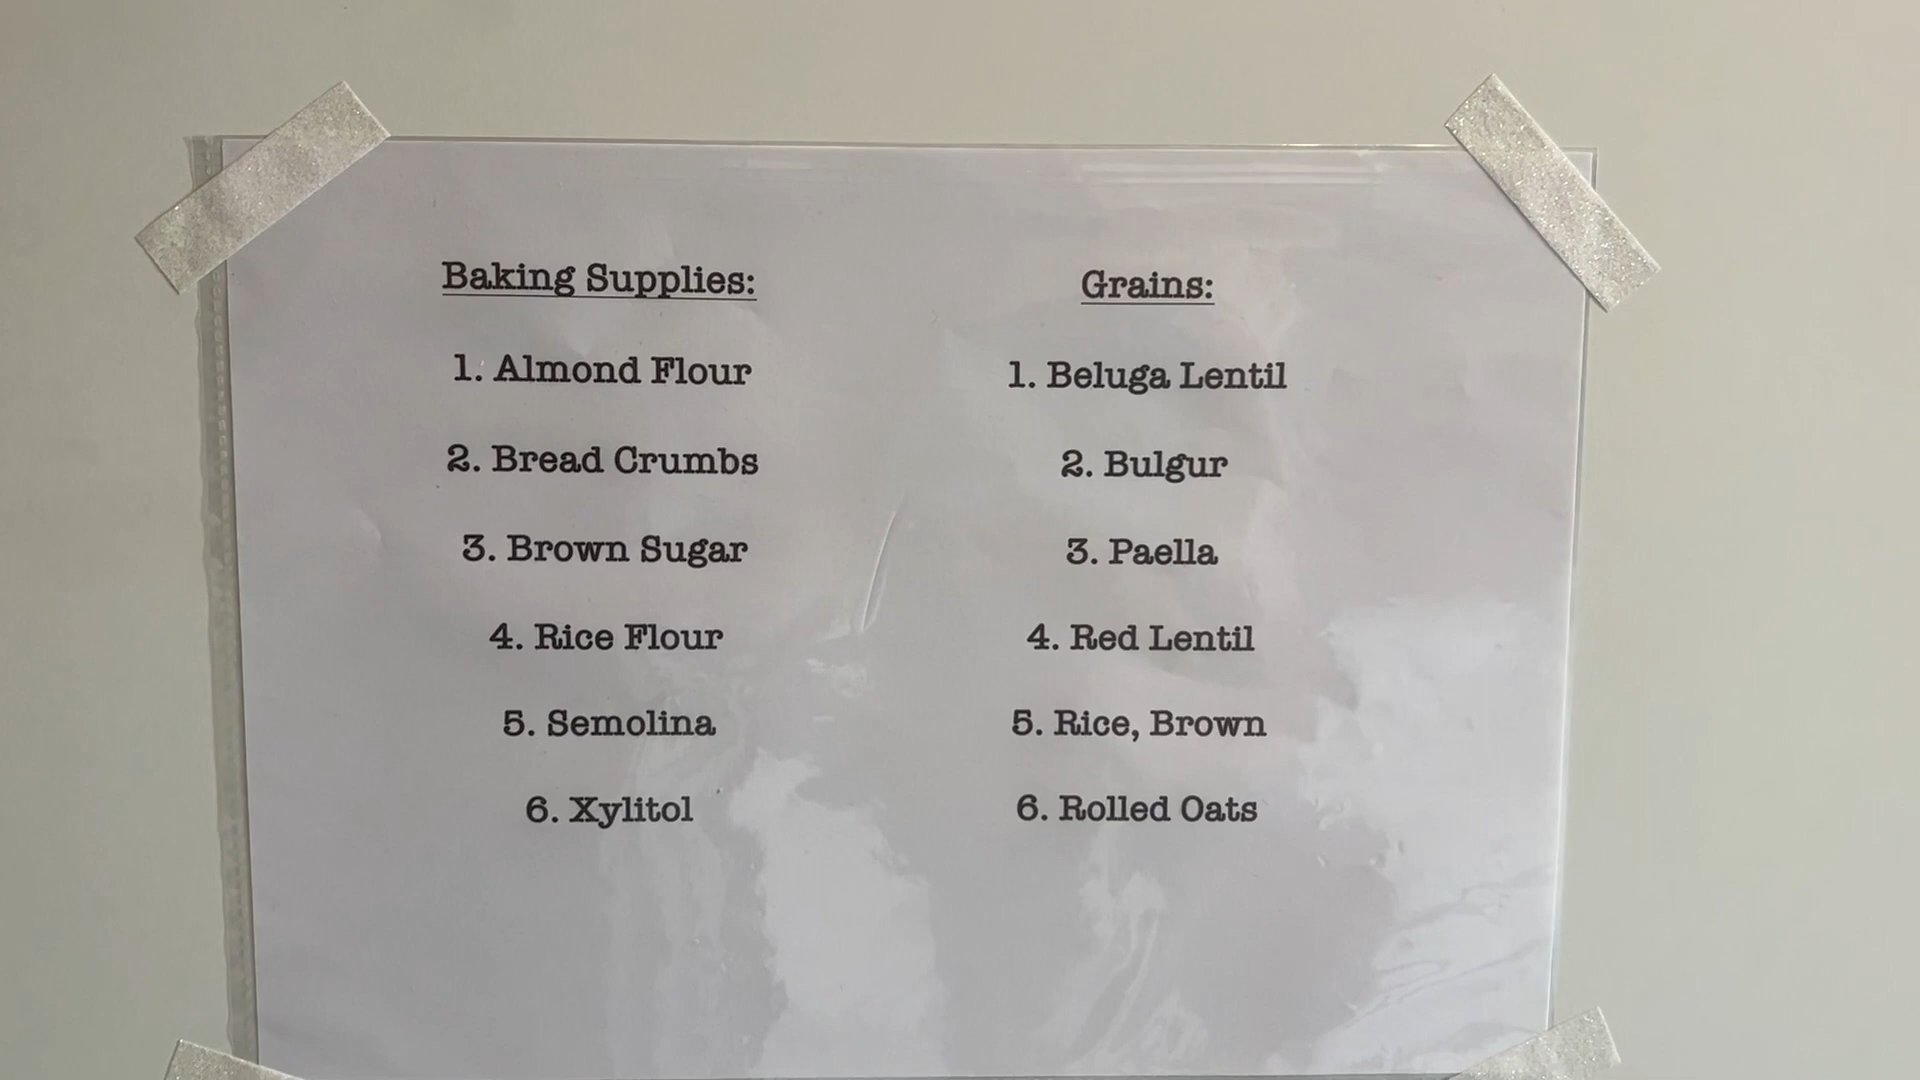 Baking Supplies:
1. Almond Flour
2. Bread Crumbs
3. Brown Sugar
4. Rice Flour
5. Semolina
6. Xylitol
Grains:
1. Beluga Lentil
2. Bulgur
3. Paella
4. Red Lentil
5. Rice, Brown
6. Rolled Oats